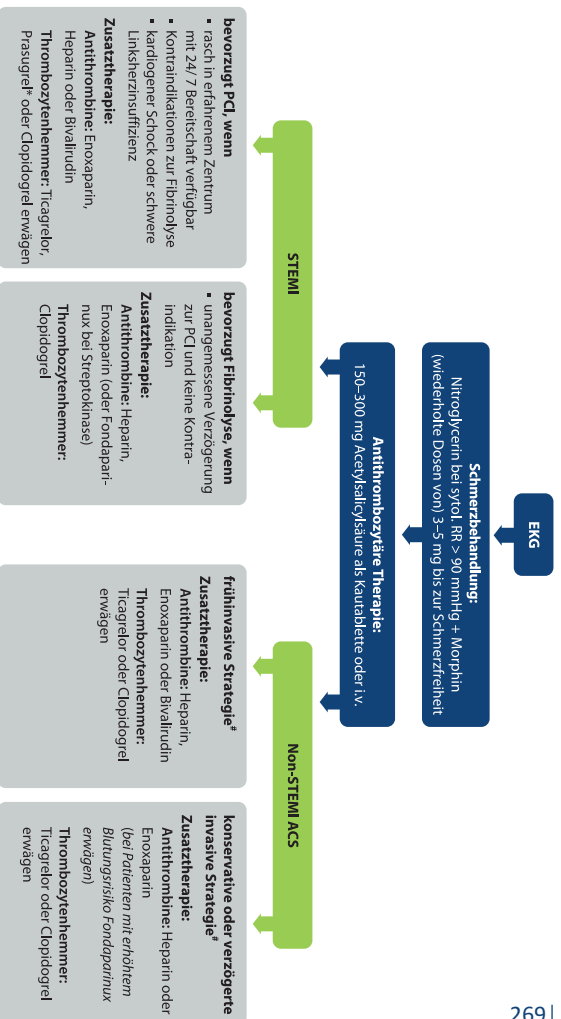 EKG
Schmerzbehandlung:
Nitroglycerin bei sytol. RR > 90 mmHg + Morphin
(wiederholte Dosen von) 3–5 mg bis zur Schmerzfreiheit
Antithrombozytäre Therapie:
150–300 mg Acetylsalicylsäure als Kautablette oder i.v.
STEMI
bevorzugt PCI, wenn
▪ rasch in erfahrenem Zentrum
mit 24/ 7 Bereitschaft verfügbar
▪ Kontraindikationen zur Fibrinolyse
▪ kardiogener Schock oder schwere
Linksherzinsuffizienz
Zusatztherapie:
Antithrombine: Enoxaparin,
Heparin oder Bivalirudin
Thrombozytenhemmer: Ticagrelor,
Prasugrel* oder Clopidogrel erwägen
bevorzugt Fibrinolyse, wenn
▪ unangemessene Verzögerung
zur PCI und keine Kontra-
indikation
Zusatztherapie:
Antithrombine: Heparin,
Enoxaparin (oder Fondapari-
nux bei Streptokinase)
Thrombozytenhemmer:
Clopidogrel
Non-STEMI ACS
frühinvasive Strategie#
Zusatztherapie:
Antithrombine: Heparin,
Enoxaparin oder Bivalirudin
Thrombozytenhemmer:
Ticagrelor oder Clopidogrel
erwägen
konservative oder verzögerte
invasive Strategie#
Zusatztherapie:
Antithrombine: Heparin oder
Enoxaparin
(bei Patienten mit erhöhtem
Blutungsrisiko Fondaparinux
erwägen)
Thrombozytenhemmer:
Ticagrelor oder Clopidogrel
erwägen
269|